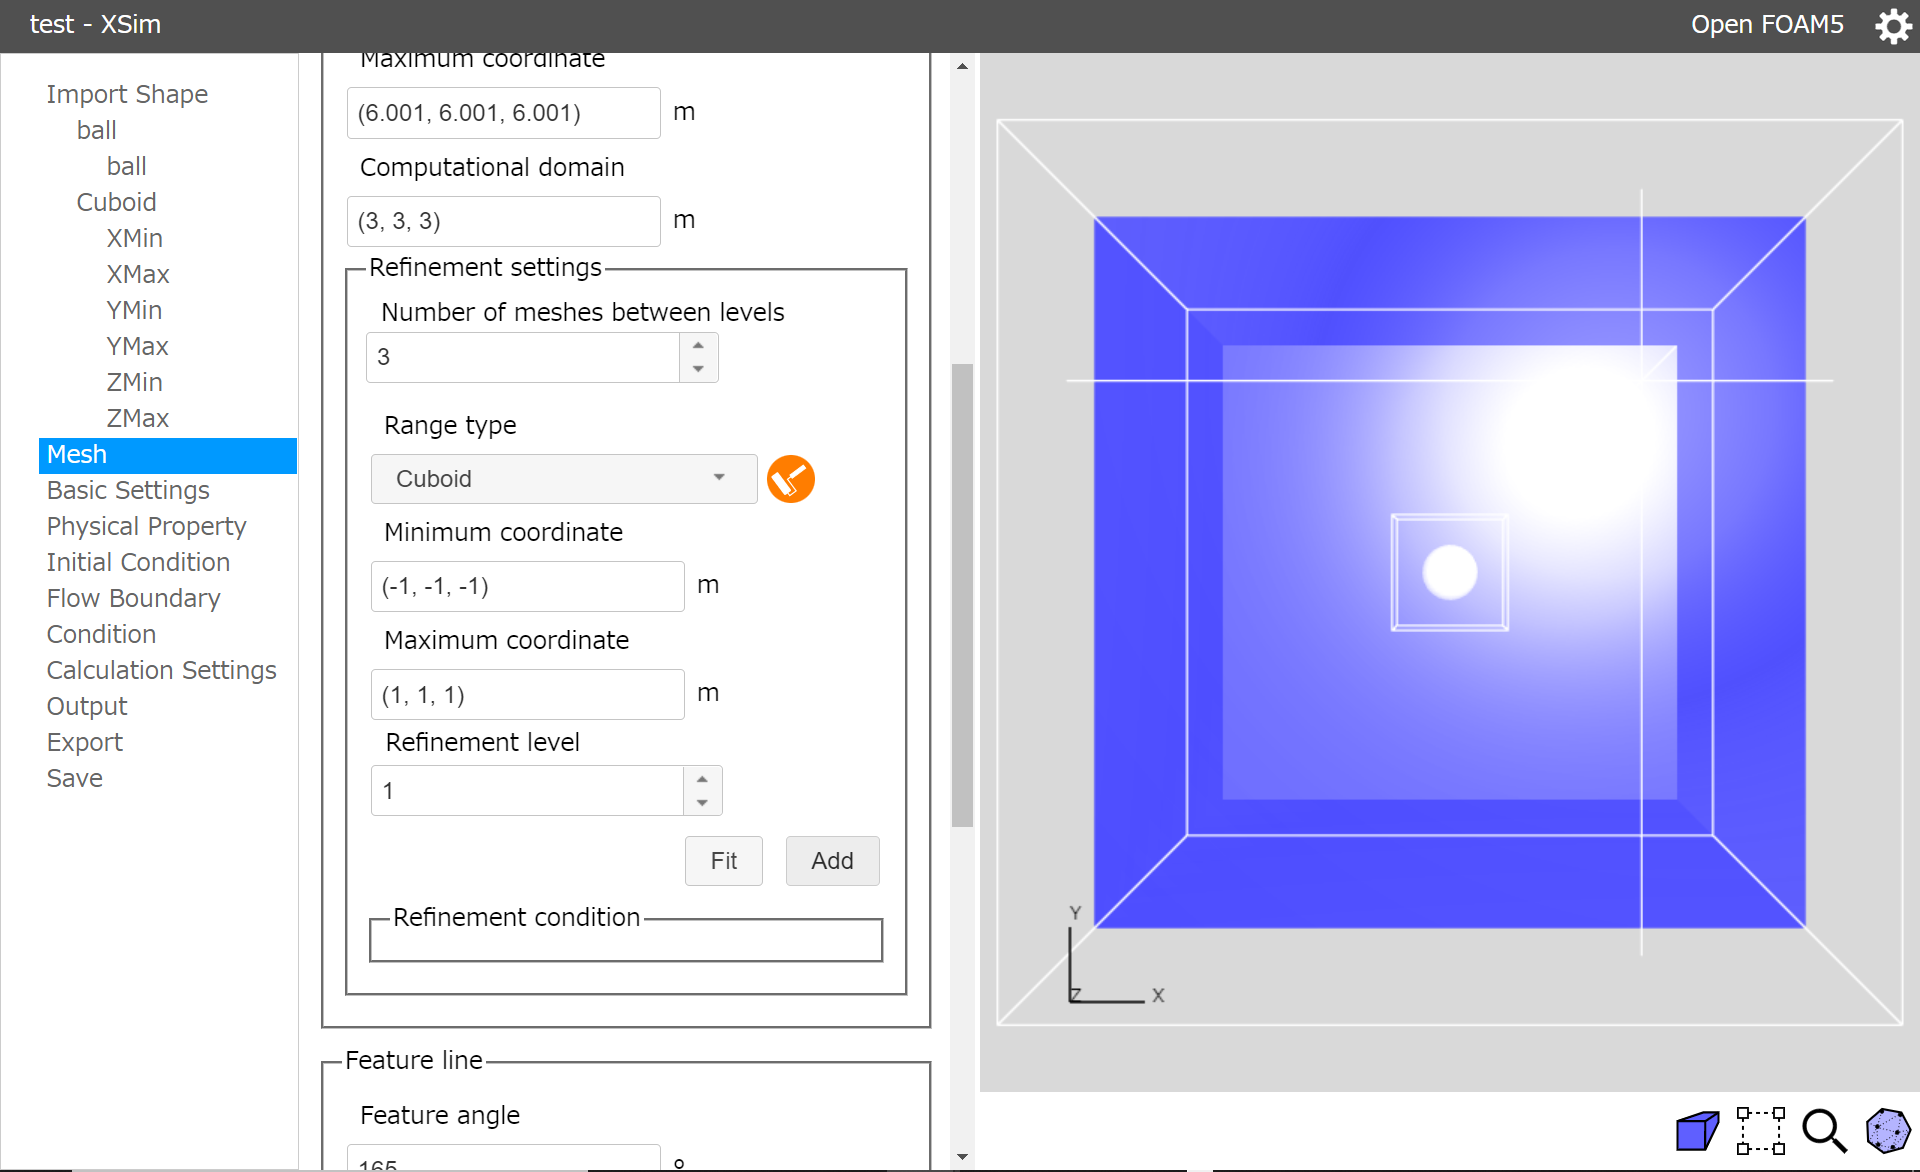 test - XSim
Open FOAM5
Import Shape
ball
ball
Cuboid
XMin
XMax
YMin
YMax
ZMin
ZMax
Mesh
Basic Settings
Physical Property
Initial Condition
Flow Boundary
Condition
Calculation Settings
Output
Export
Save
Maximum coordinate
(6.001, 6.001, 6.001) m
Computational domain
(3, 3, 3) m
Refinement settings
Number of meshes between levels
3
Range type
Cuboid
Minimum coordinate
(-1, -1, -1) m
Maximum coordinate
(1, 1, 1) m
Refinement level
1
Fit Add
Refinement condition
Feature line
Feature angle
165 °
Y
Z X